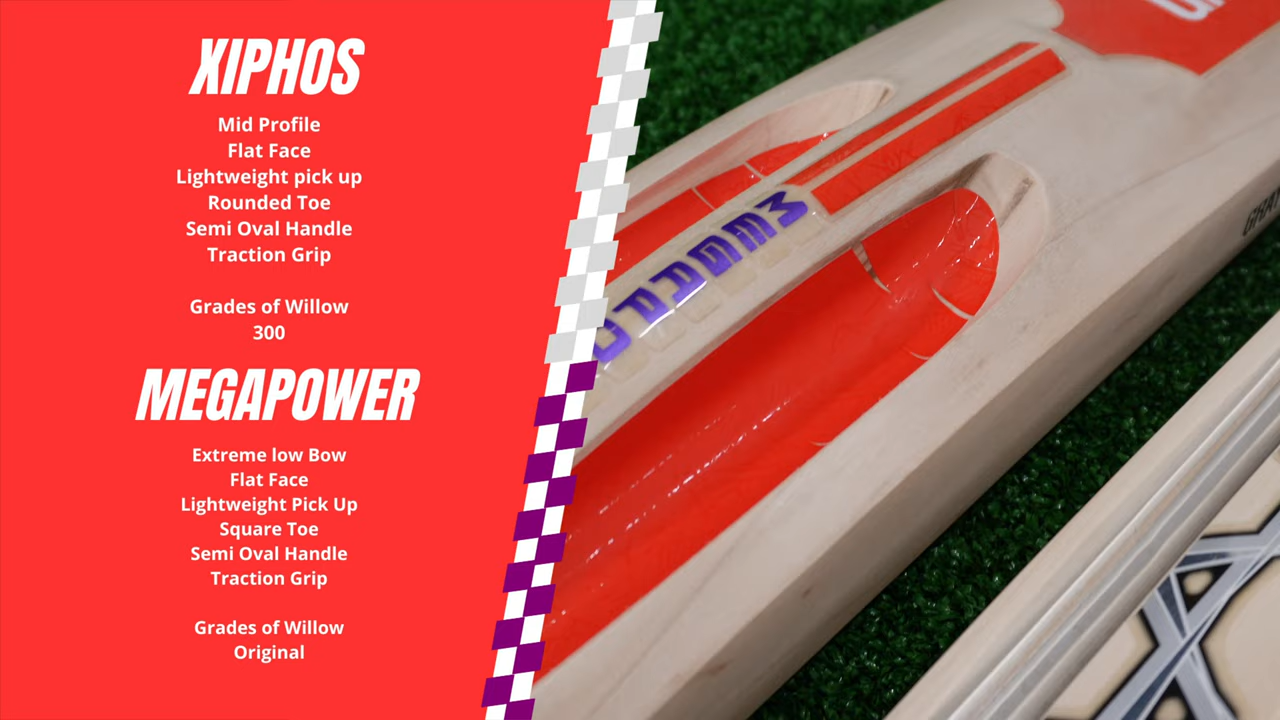 XIPHOS
Mid Profile
Flat Face
Lightweight pick up
Rounded Toe
Semi Oval Handle
Traction Grip
Grades of Willow
300
MEGAPOWER
Extreme low Bow
Flat Face
Lightweight Pick Up
Square Toe
Semi Oval Handle
Traction Grip
Grades of Willow
Original